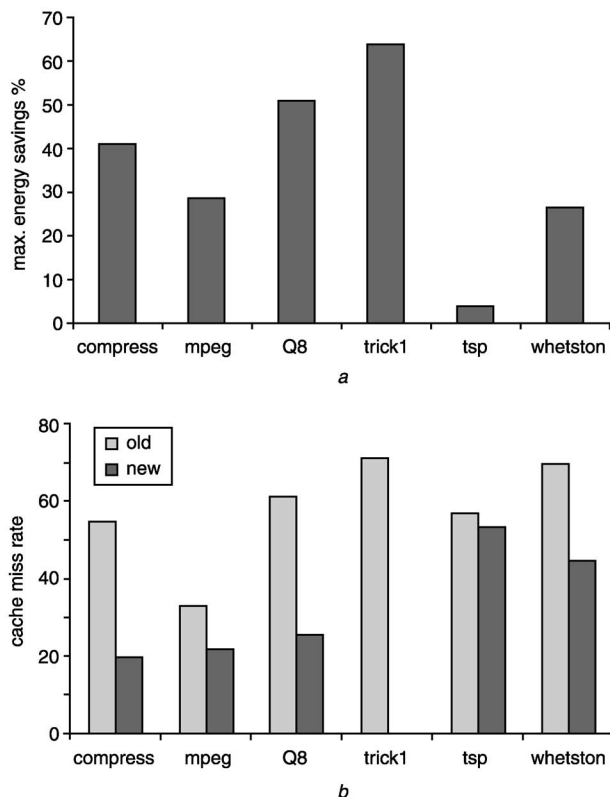 max. energy savings %
70
60
50
40
30
20
10
0
compress mpeg Q8 trick1 tsp whetston
a
cache miss rate
80
60
40
20
0
old
new
compress mpeg Q8 trick1 tsp whetston
b